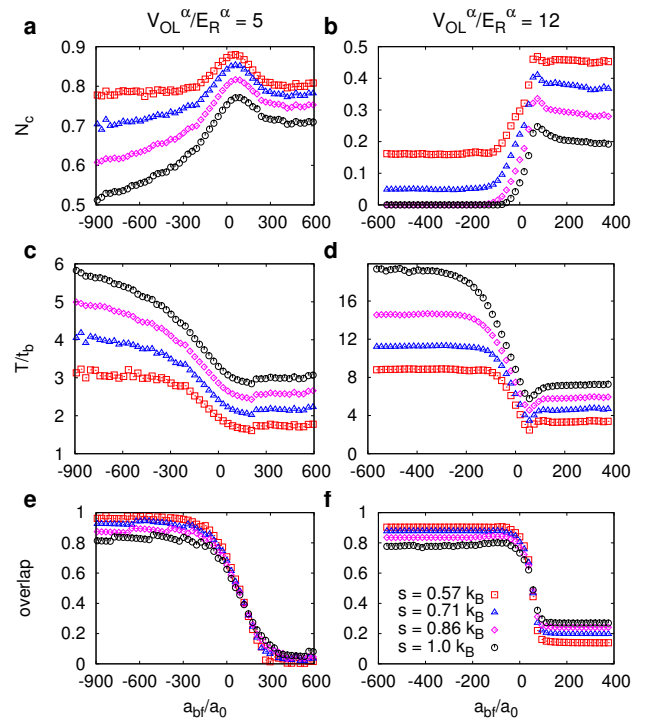 V_OL^α/E_R^α = 5
V_OL^α/E_R^α = 12
a
0.9
0.8
0.7
0.6
0.5
N_c
-900 -600 -300 0 300 600
b
0.5
0.4
0.3
0.2
0.1
0
-600 -400 -200 0 200 400
c
6
5
4
3
2
1
T/t_b
-900 -600 -300 0 300 600
d
16
12
8
4
0
-600 -400 -200 0 200 400
e
1
0.8
0.6
0.4
0.2
0
overlap
-900 -600 -300 0 300 600
a_bf/a_0
f
1
0.8
0.6
0.4
0.2
0
s = 0.57 k_B
s = 0.71 k_B
s = 0.86 k_B
s = 1.0 k_B
-600 -400 -200 0 200 400
a_bf/a_0